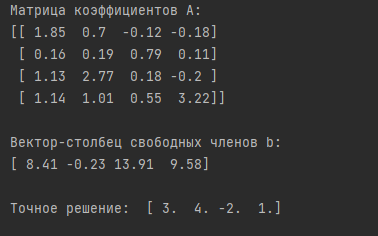 Матрица коэффициентов A:
[[ 1.85  0.7  -0.12 -0.18]
 [ 0.16  0.19  0.79  0.11]
 [ 1.13  2.77  0.18 -0.2 ]
 [ 1.14  1.01  0.55  3.22]]
Вектор-столбец свободных членов b:
[ 8.41 -0.23 13.91  9.58]
Точное решение:  [ 3.  4. -2.  1.]